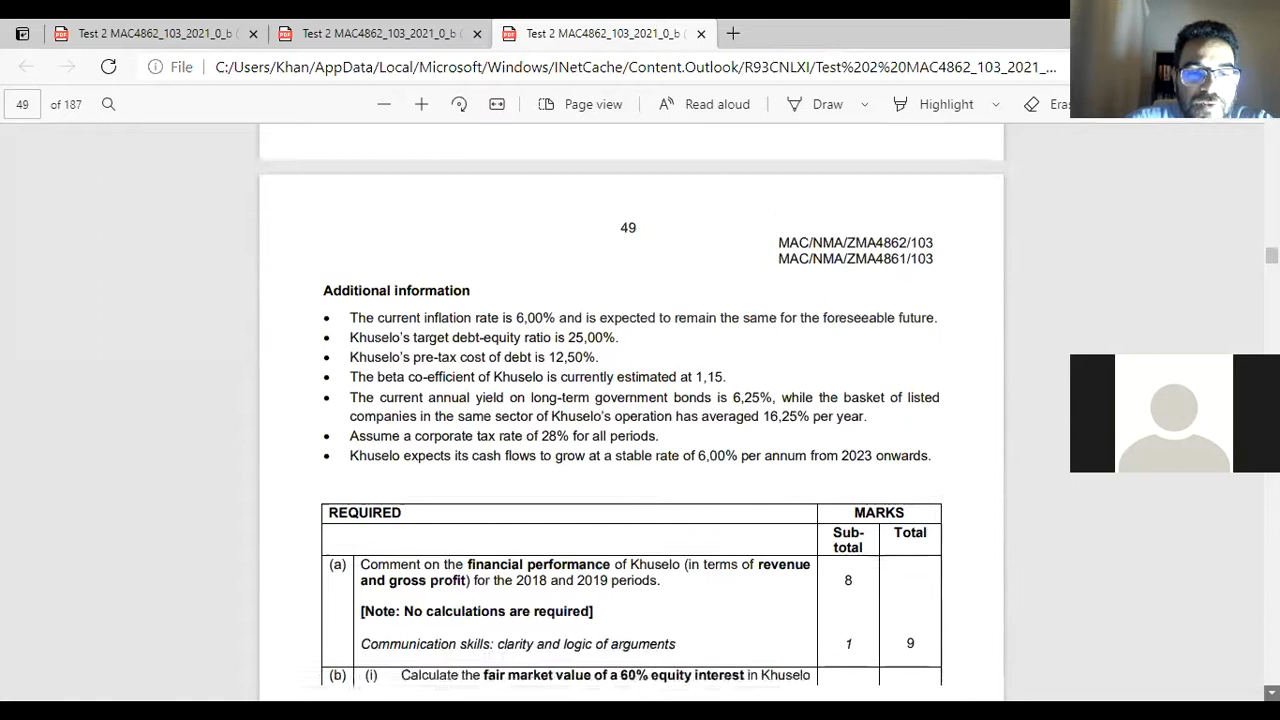 Test 2 MAC4862_103_2021_0_b (
Test 2 MAC4862_103_2021_0_b (
Test 2 MAC4862_103_2021_0_b (
File C:/Users/Khan/AppData/Local/Microsoft/Windows/INetCache/Content.Outlook/R93CNLXI/Test%202%20MAC4862_103_2021_...
49 of 187 Page view Read aloud Draw Highlight Era
49
MAC/NMA/ZMA4862/103
MAC/NMA/ZMA4861/103
Additional information
• The current inflation rate is 6,00% and is expected to remain the same for the foreseeable future.
• Khuselo's target debt-equity ratio is 25,00%.
• Khuselo's pre-tax cost of debt is 12,50%.
• The beta co-efficient of Khuselo is currently estimated at 1,15.
• The current annual yield on long-term government bonds is 6,25%, while the basket of listed
companies in the same sector of Khuselo's operation has averaged 16,25% per year.
• Assume a corporate tax rate of 28% for all periods.
• Khuselo expects its cash flows to grow at a stable rate of 6,00% per annum from 2023 onwards.
REQUIRED MARKS
Sub-
total Total
(a) Comment on the financial performance of Khuselo (in terms of revenue
and gross profit) for the 2018 and 2019 periods. 8
[Note: No calculations are required]
Communication skills: clarity and logic of arguments 1 9
(b) (i) Calculate the fair market value of a 60% equity interest in Khuselo